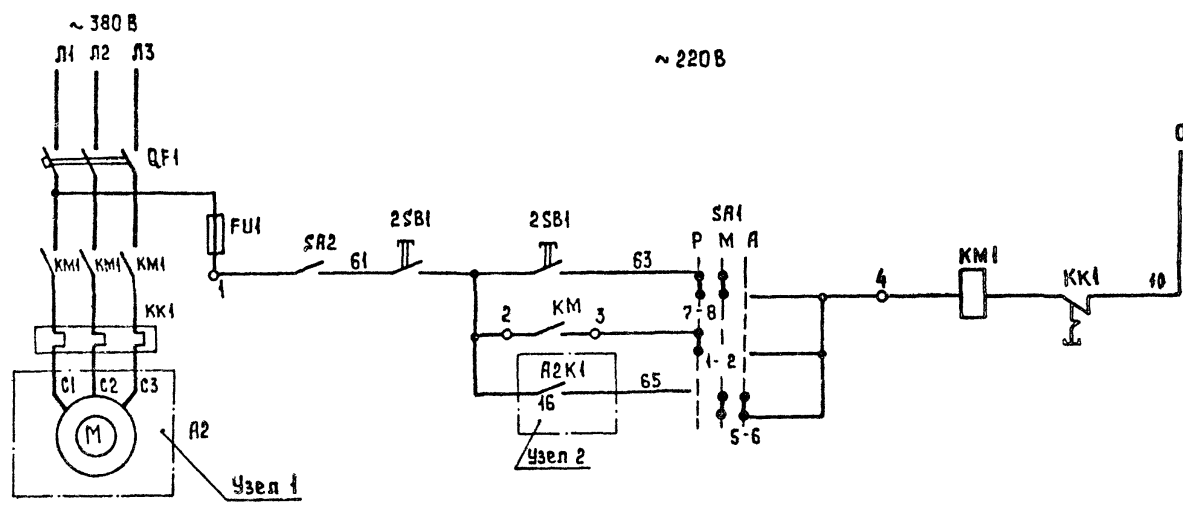 ~ 380 В
Л1 Л2 Л3
~ 220 В
QF1
0
FU1
SA2
2SB1
2SB1
SA1
Р М А
КМ1 КМ1 КМ1
1
61
63
4
КМ1
КК1
10
7-8
КК1
2
КМ
3
1-2
А2К1
16
65
С1 С2 С3
М
А2
5-6
Узел 2
Узел 1